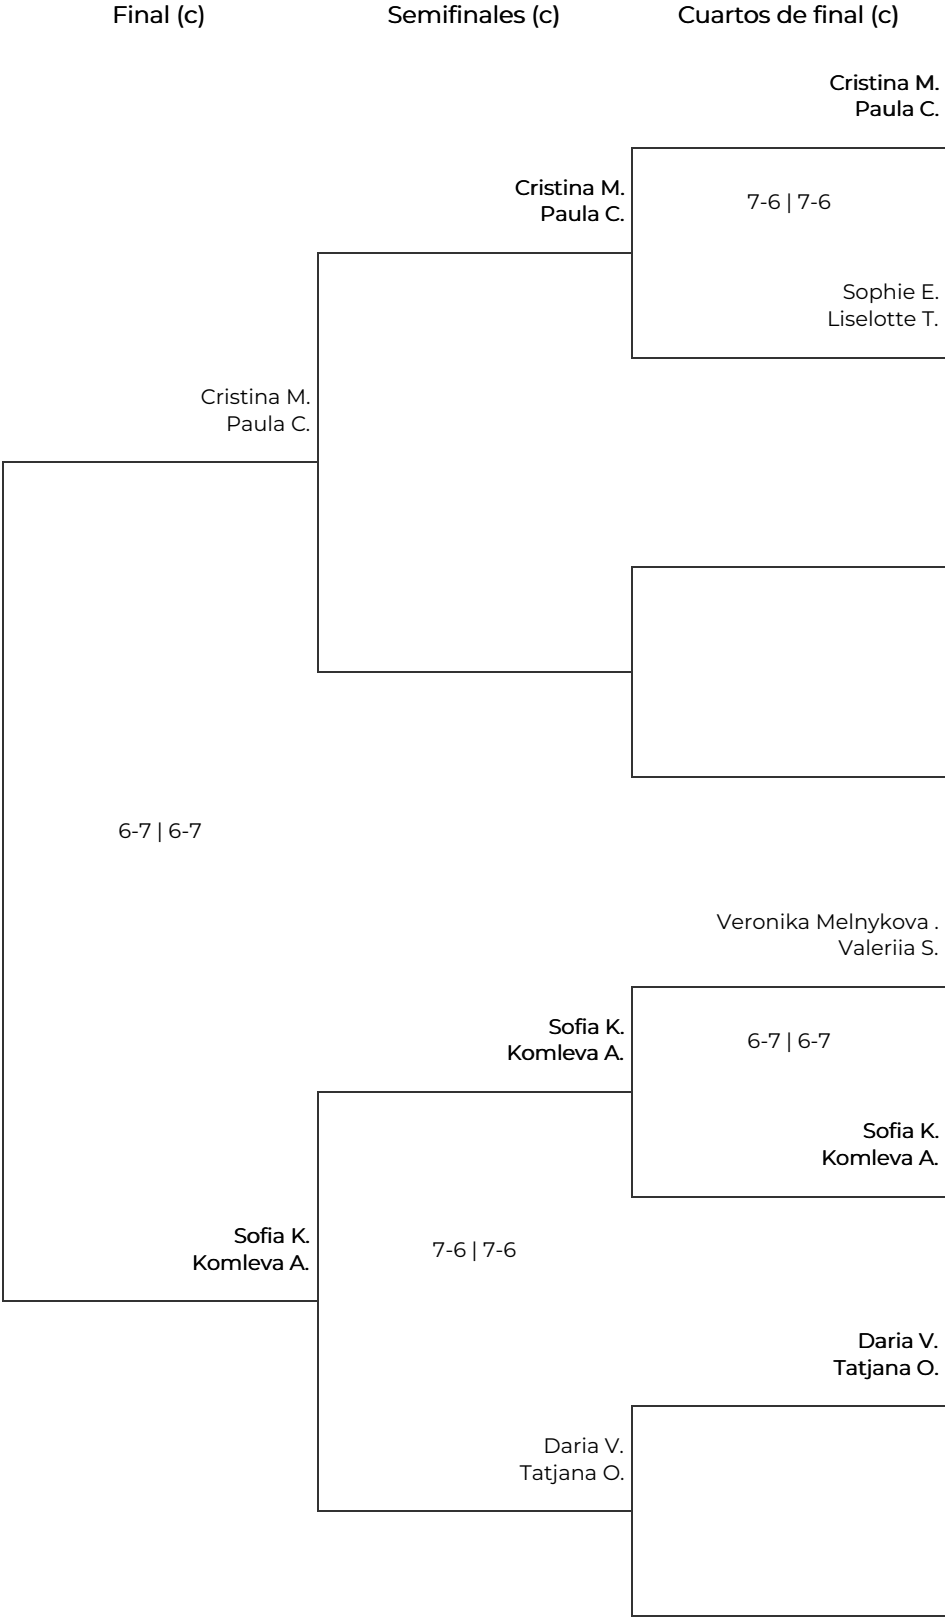 Final (c)
Semifinales (c)
Cuartos de final (c)
Cristina M.
Paula C.
Cristina M.
Paula C.
7-6 | 7-6
Sophie E.
Liselotte T.
Cristina M.
Paula C.
6-7 | 6-7
Veronika Melnykova .
Valeriia S.
Sofia K.
Komleva A.
6-7 | 6-7
Sofia K.
Komleva A.
Sofia K.
Komleva A.
7-6 | 7-6
Daria V.
Tatjana O.
Daria V.
Tatjana O.